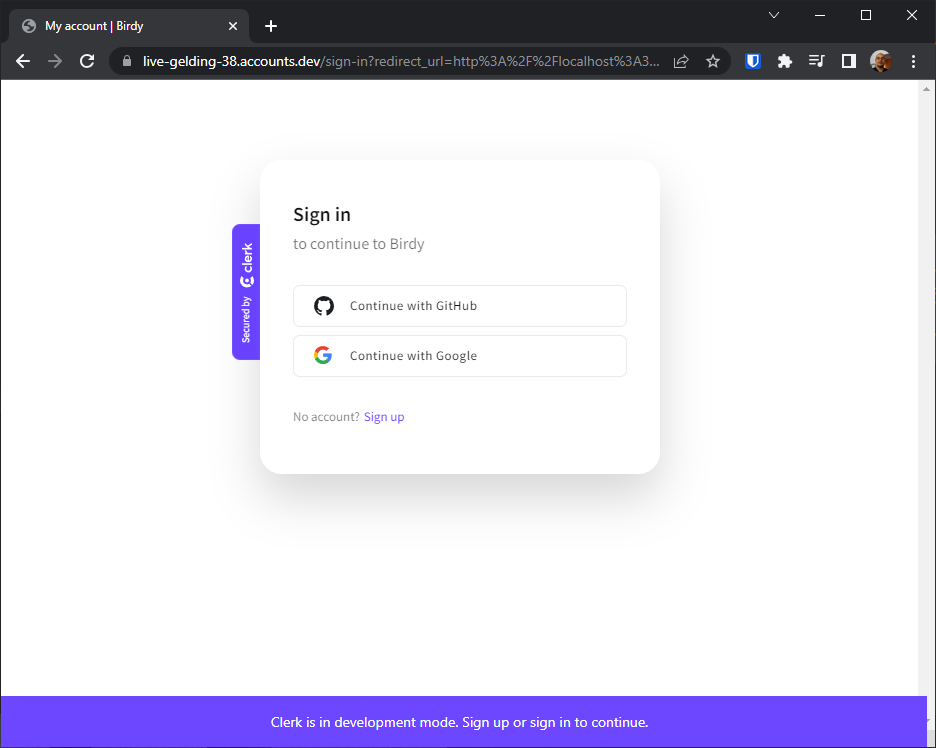 My account | Birdy
live-gelding-38.accounts.dev/sign-in?redirect_url=http%3A%2F%2Flocalhost%3A3...
Sign in
to continue to Birdy
Secured by clerk
Continue with GitHub
Continue with Google
No account? Sign up
Clerk is in development mode. Sign up or sign in to continue.